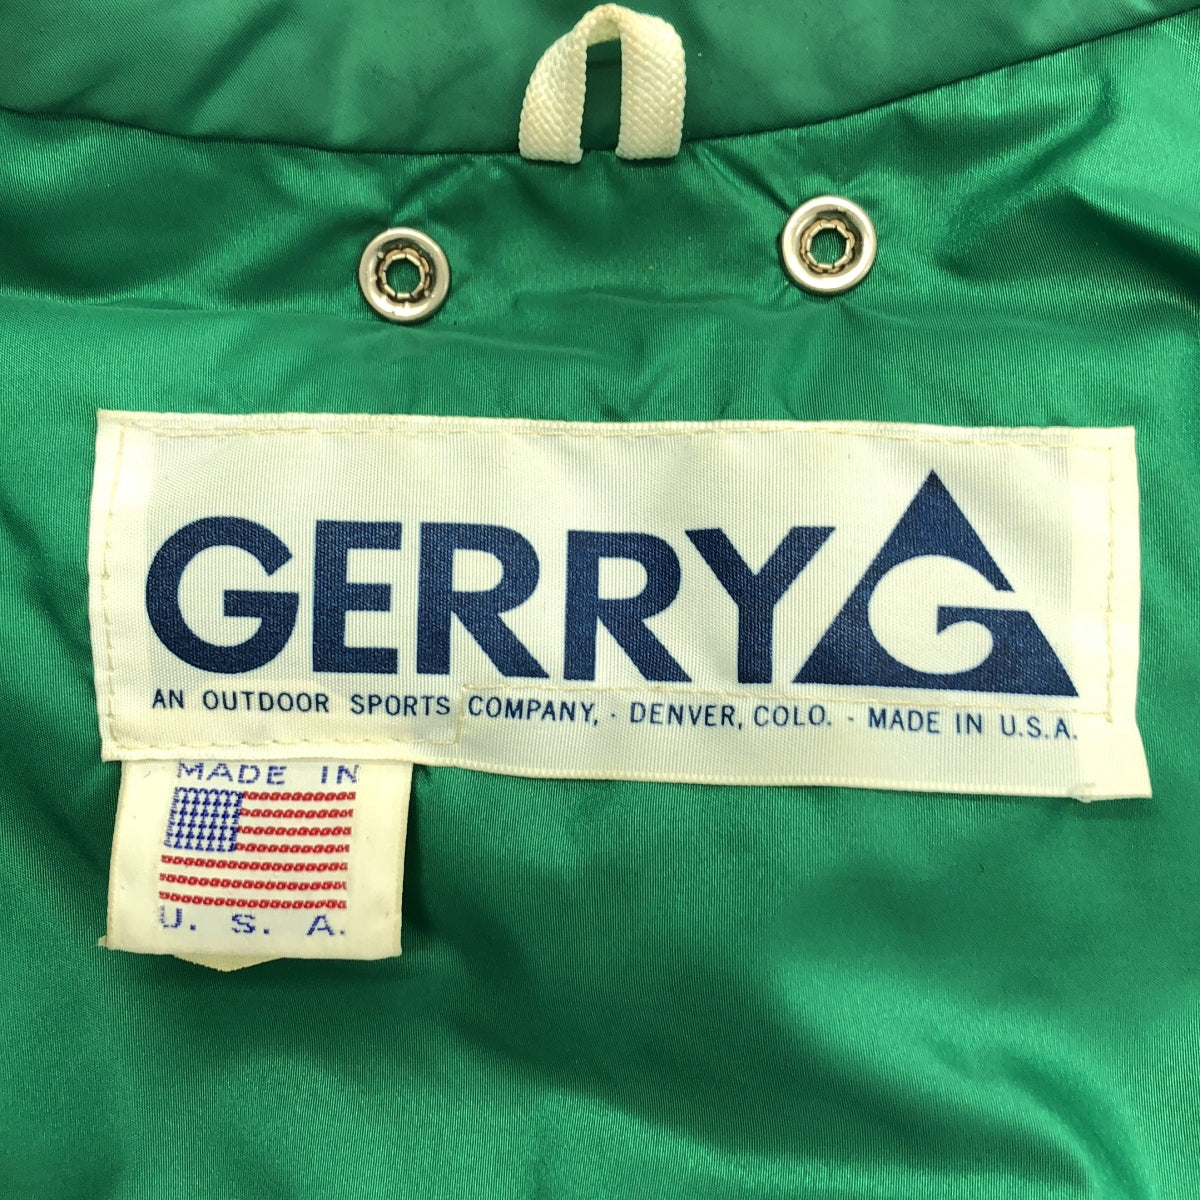 GERRY G
AN OUTDOOR SPORTS COMPANY, · DENVER, COLO. · MADE IN U.S.A.
MADE IN
U. S. A.